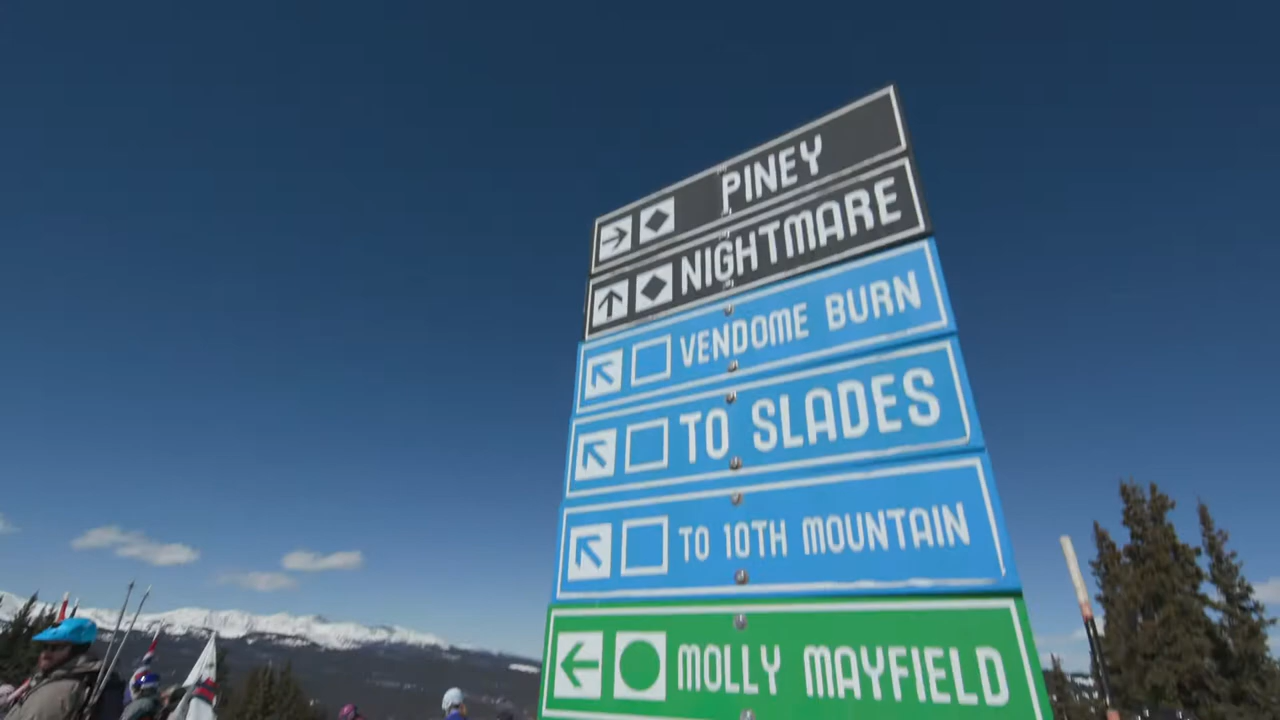 PINEY
NIGHTMARE
VENDOME BURN
TO SLADES
TO 10TH MOUNTAIN
MOLLY MAYFIELD